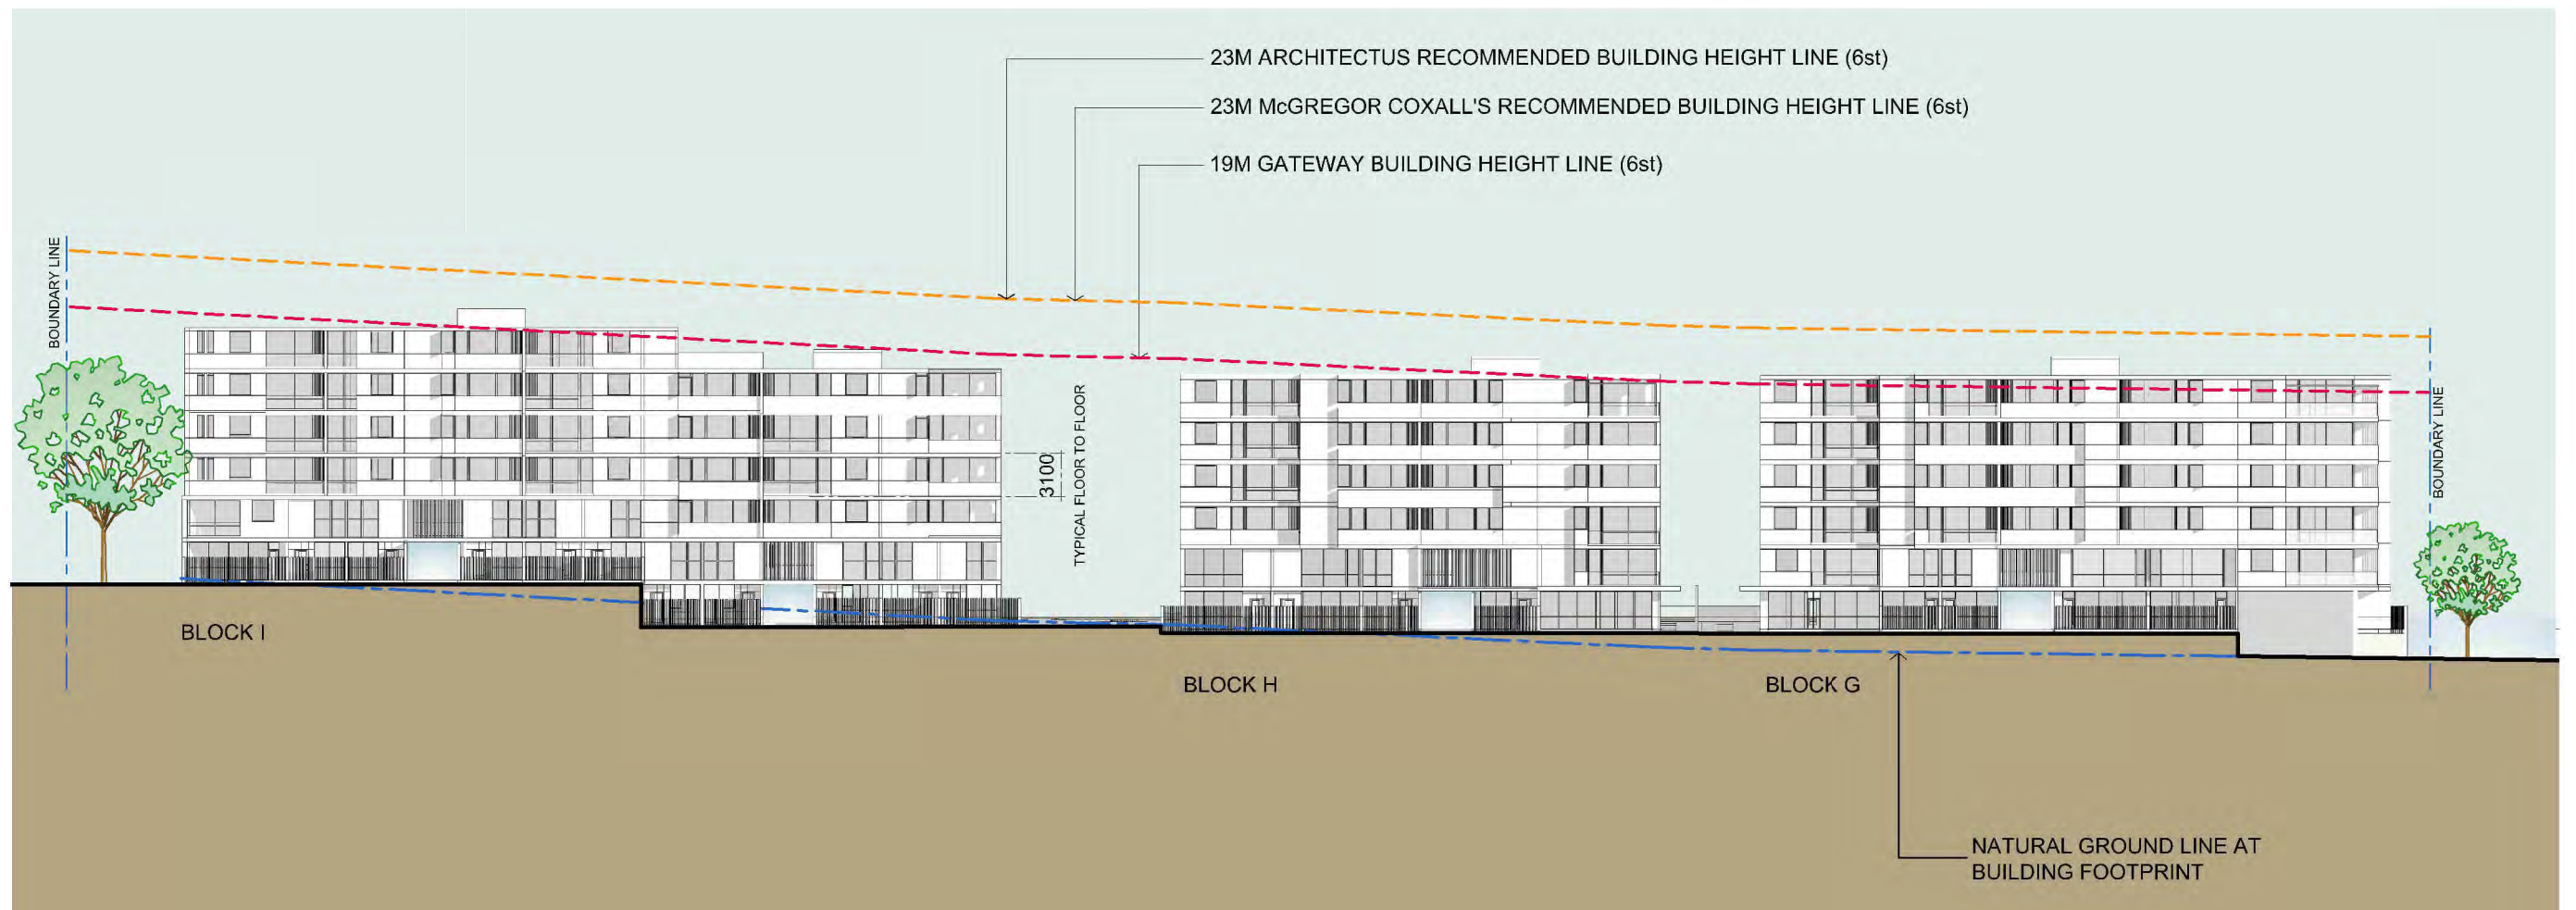 23M ARCHITECTUS RECOMMENDED BUILDING HEIGHT LINE (6st)
23M McGREGOR COXALL'S RECOMMENDED BUILDING HEIGHT LINE (6st)
19M GATEWAY BUILDING HEIGHT LINE (6st)
BOUNDARY LINE
3100
TYPICAL FLOOR TO FLOOR
BOUNDARY LINE
BLOCK I
BLOCK H
BLOCK G
NATURAL GROUND LINE AT
BUILDING FOOTPRINT